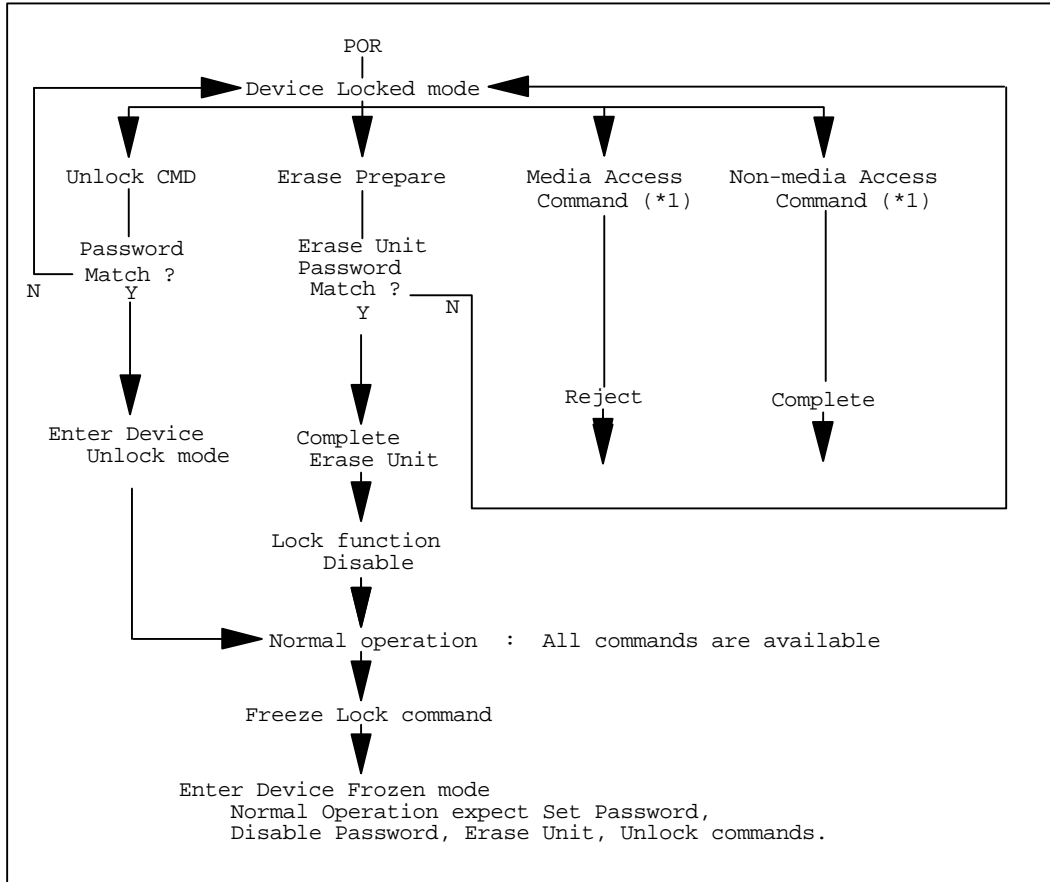 POR
Device Locked mode
Unlock CMD
Erase Prepare
Media Access
Command (*1)
Non-media Access
Command (*1)
Password
Match ?
N
Y
Erase Unit
Password
Match ?
Y
N
Reject
Complete
Enter Device
Unlock mode
Complete
Erase Unit
Lock function
Disable
Normal operation : All commands are available
Freeze Lock command
Enter Device Frozen mode
Normal Operation expect Set Password,
Disable Password, Erase Unit, Unlock commands.